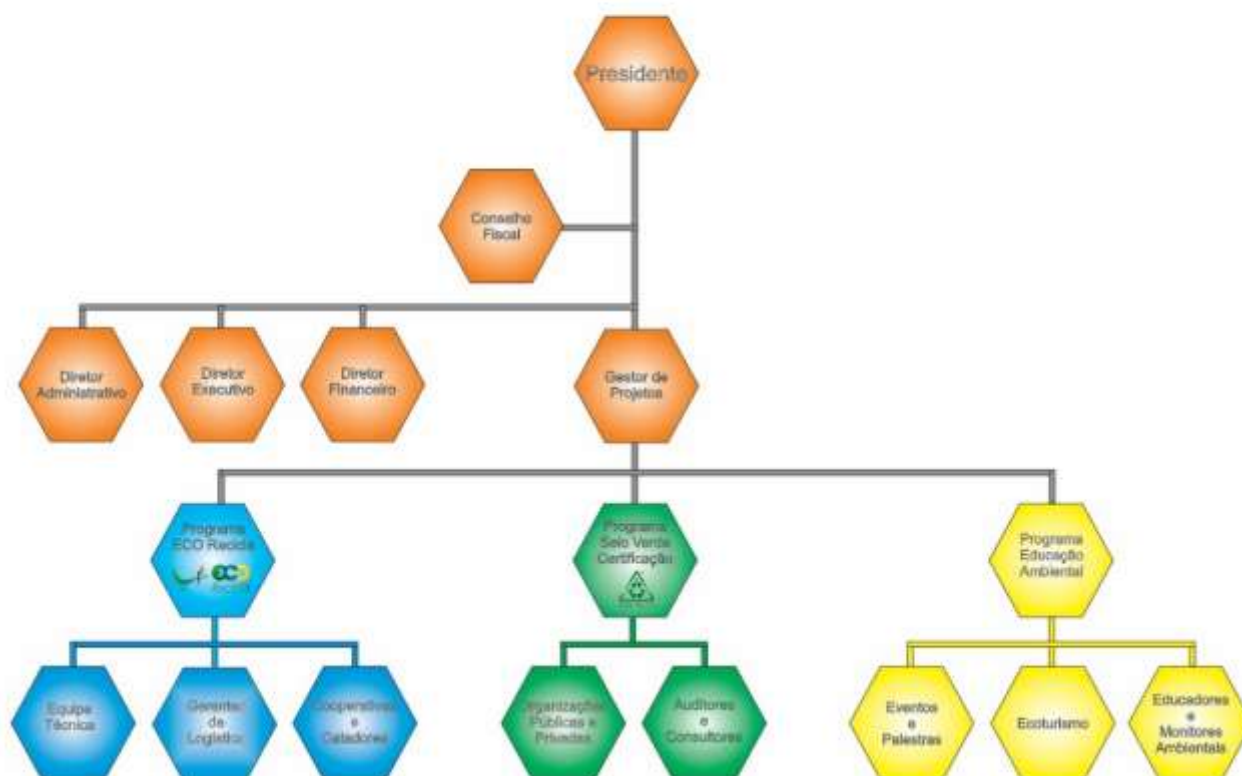 Presidente
Conselho
Fiscal
Diretor
Administrativo
Diretor
Executivo
Diretor
Financeiro
Gestor de
Projetos
Programa
ECO Recicla
eco
Programa
Selo Verde
Certificação
Programa
Educação
Ambiental
Equipe
Técnica
Gerentes
de
Logística
Cooperativas
e
Catadores
Organizações
Públicas e
Privadas
Auditores
e
Consultores
Eventos
e
Palestras
Ecoturismo
Educadores
e
Monitores
Ambientais